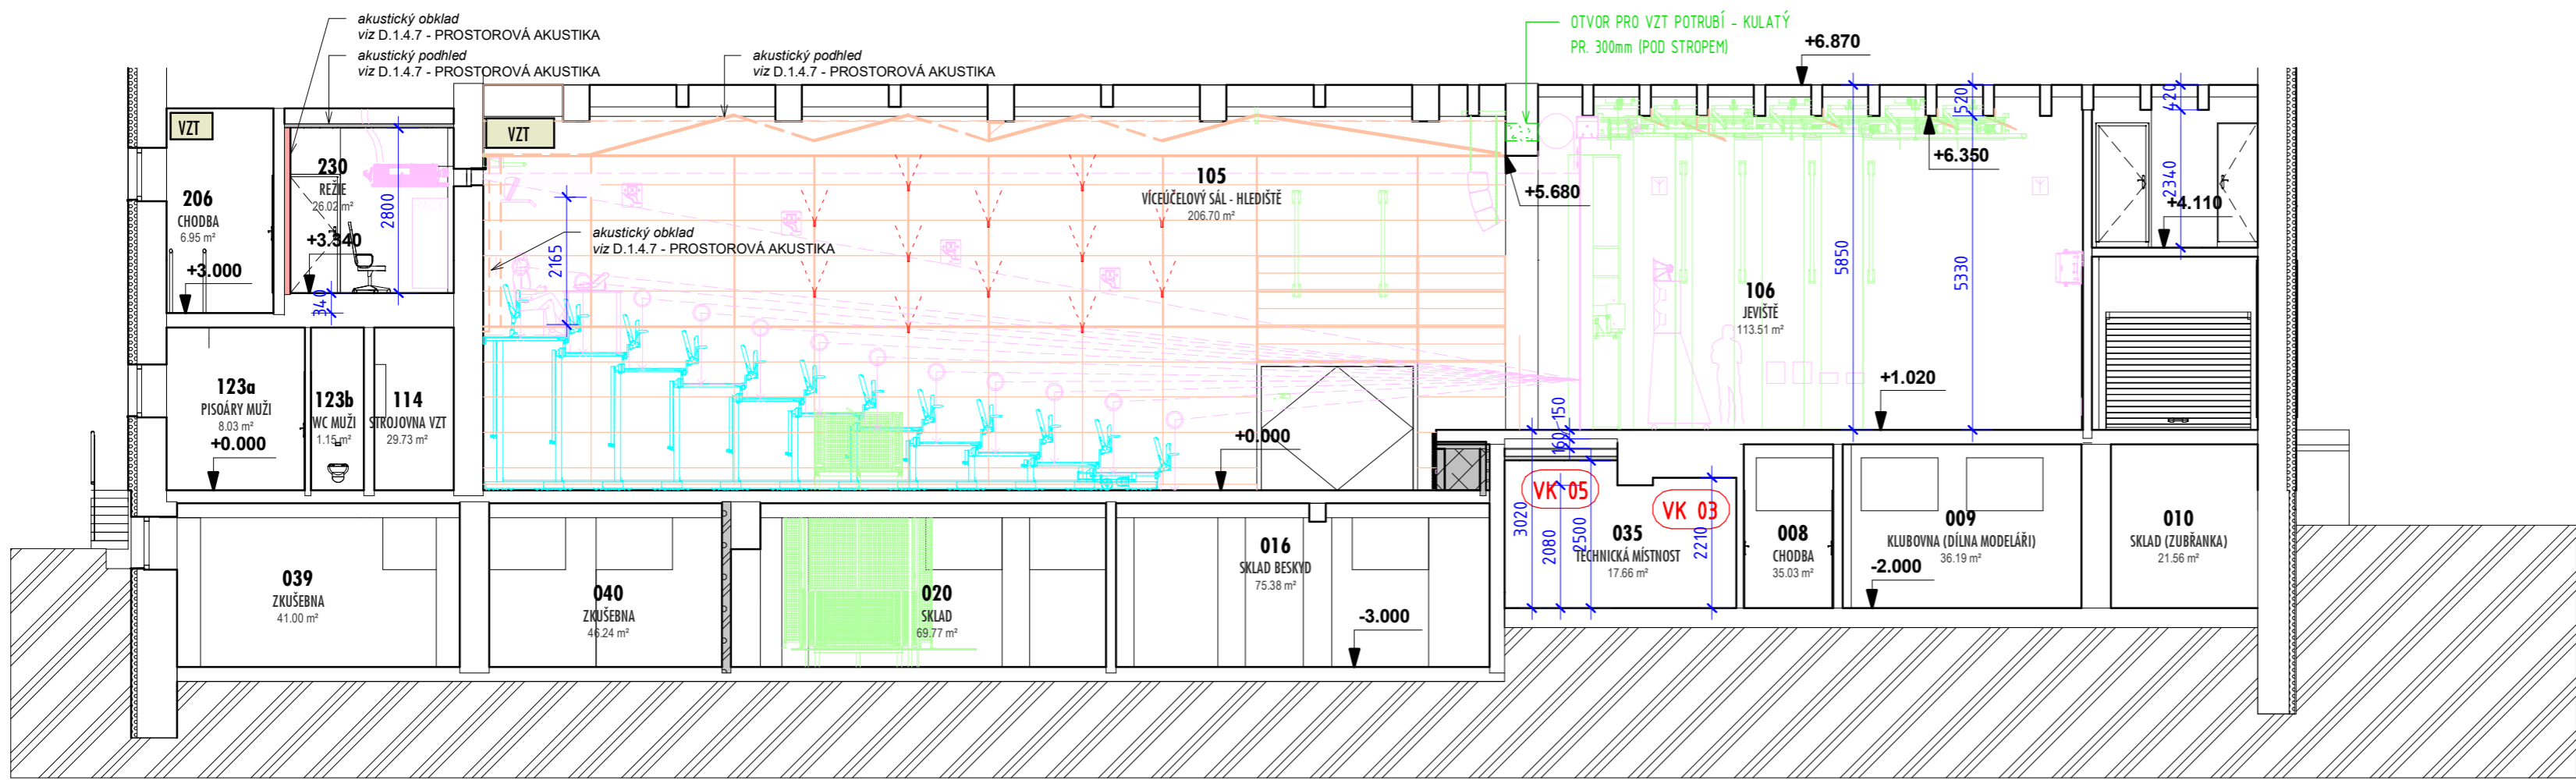 akustický obklad
viz D.1.4.7 - PROSTOROVÁ AKUSTIKA
akustický podhled
viz D.1.4.7 - PROSTOROVÁ AKUSTIKA
akustický podhled
viz D.1.4.7 - PROSTOROVÁ AKUSTIKA
OTVOR PRO VZT POTRUBÍ - KULATÝ
PR. 300mm (POD STROPEM)
+6.870
VZT
VZT
520
420
+6.350
230
REŽIE
26.02 m²
2800
+3.340
340
206
CHODBA
6.95 m²
+3.000
105
VÍCEÚČELOVÝ SÁL - HLEDIŠTĚ
206.70 m²
+5.680
2340
+4.110
akustický obklad
viz D.1.4.7 - PROSTOROVÁ AKUSTIKA
2165
5850
5330
106
JEVIŠTĚ
113.51 m²
+1.020
123a
PISOÁRY MUŽI
8.03 m²
+0.000
123b
WC MUŽI
1.15 m²
114
STROJOVNA VZT
29.73 m²
+0.000
150
160
VK 05
VK 03
3020
2080
2500
2210
039
ZKUŠEBNA
41.00 m²
040
ZKUŠEBNA
46.24 m²
020
SKLAD
69.77 m²
016
SKLAD BESKYD
75.38 m²
-3.000
035
TECHNICKÁ MÍSTNOST
17.66 m²
008
CHODBA
35.03 m²
009
KLUBOVNA (DÍLNA MODELÁŘI)
36.19 m²
-2.000
010
SKLAD (ZUBŘANKA)
21.56 m²